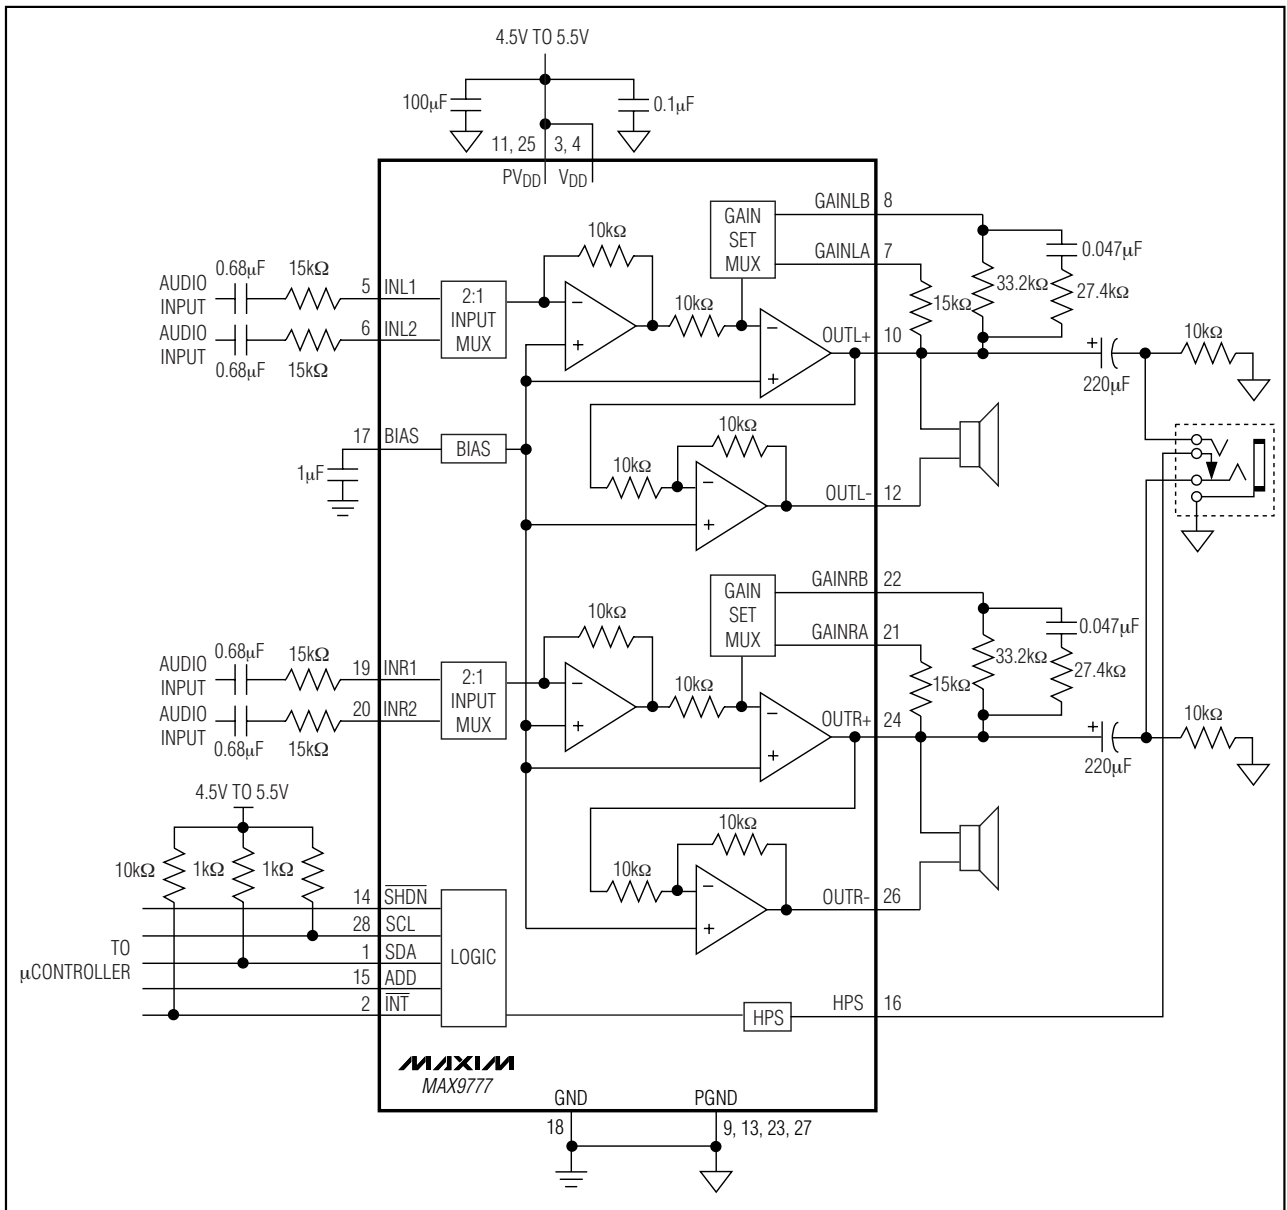 4.5V TO 5.5V
100µF
0.1µF
11, 25
3, 4
PVDD
VDD
10kΩ
GAIN
SET
MUX
GAINLB
8
GAINLA
7
0.047µF
33.2kΩ
27.4kΩ
15kΩ
AUDIO
INPUT
0.68µF
15kΩ
5
INL1
AUDIO
INPUT
0.68µF
15kΩ
6
INL2
2:1
INPUT
MUX
−
+
10kΩ
−
+
OUTL+
10
+
220µF
10kΩ
17
BIAS
BIAS
1µF
10kΩ
10kΩ
−
+
OUTL-
12
GAIN
SET
MUX
GAINRB
22
GAINRA
21
0.047µF
33.2kΩ
27.4kΩ
15kΩ
10kΩ
AUDIO
INPUT
0.68µF
15kΩ
19
INR1
AUDIO
INPUT
0.68µF
15kΩ
20
INR2
2:1
INPUT
MUX
−
+
10kΩ
−
+
OUTR+
24
+
220µF
10kΩ
4.5V TO 5.5V
10kΩ
1kΩ
1kΩ
10kΩ
10kΩ
−
+
OUTR-
26
TO
µCONTROLLER
14
SHDN
28
SCL
1
SDA
15
ADD
2
INT
LOGIC
HPS
HPS
16
MAXIM
MAX9777
GND
18
PGND
9, 13, 23, 27